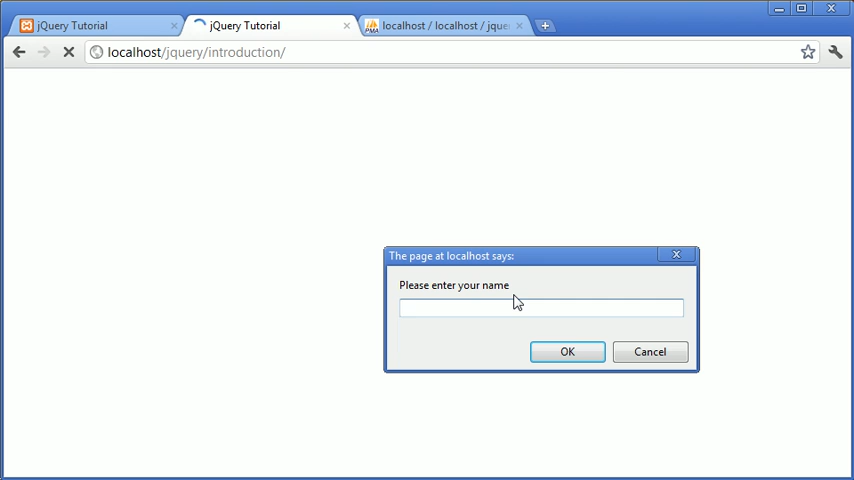 jQuery Tutorial
jQuery Tutorial
PMA
localhost / localhost / jque
localhost/jquery/introduction/
The page at localhost says:
Please enter your name
OK
Cancel